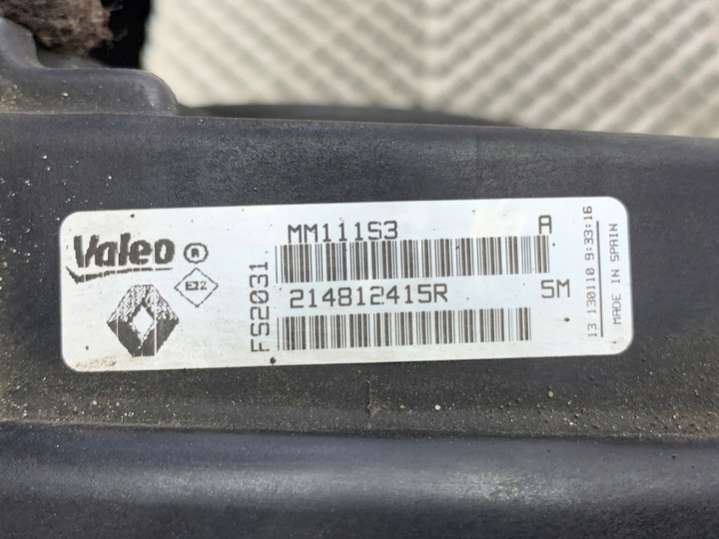 Valeo ®
FS2031
MM111S3 A
214812415R 5M
13 130110 9:33:16
MADE IN SPAIN